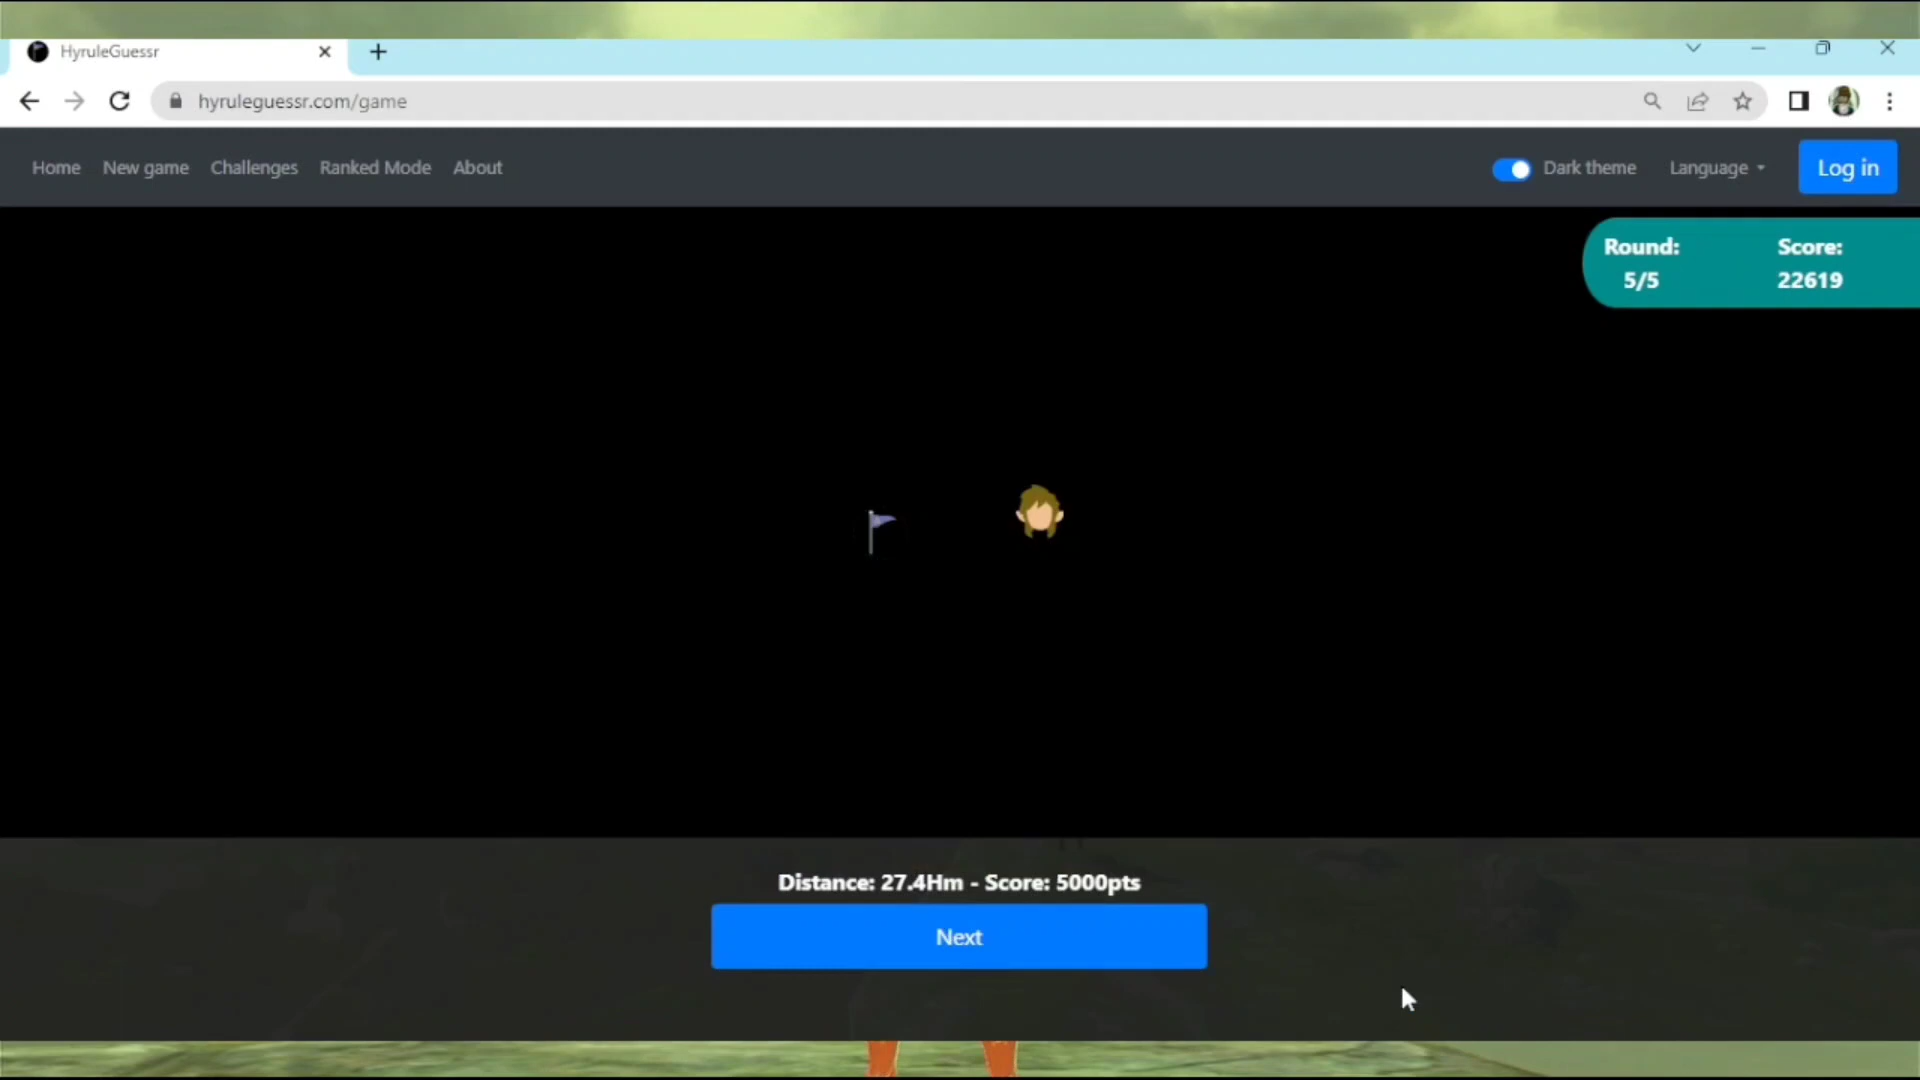 HyruleGuessr
hyruleguessr.com/game
Home New game Challenges Ranked Mode About Dark theme Language Log in
Round: Score:
5/5 22619
Distance: 27.4Hm - Score: 5000pts
Next